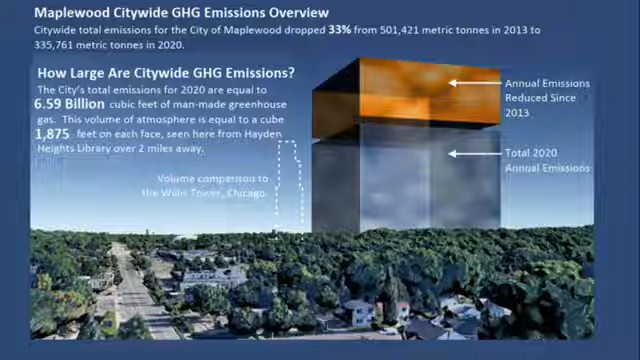 Maplewood Citywide GHG Emissions Overview
Citywide total emissions for the City of Maplewood dropped 33% from 501,421 metric tonnes in 2013 to
335,761 metric tonnes in 2020.
How Large Are Citywide GHG Emissions?
The City's total emissions for 2020 are equal to
6.59 Billion cubic feet of man-made greenhouse
gas. This volume of atmosphere is equal to a cube
1,875 feet on each face, seen here from Hayden
Heights Library over 2 miles away.
Volume comparison to
the Willis Tower, Chicago.
Annual Emissions
Reduced Since
2013
Total 2020
Annual Emissions